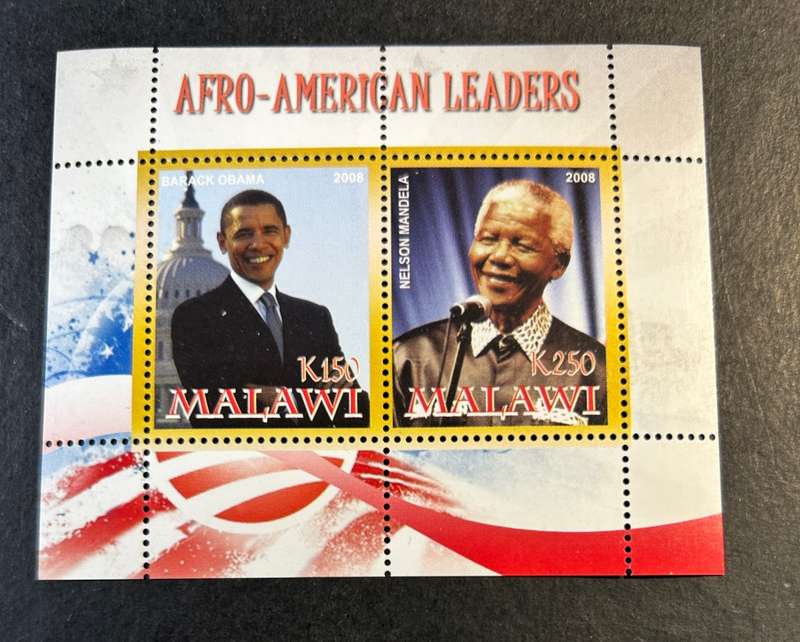 AFRO-AMERICAN LEADERS
BARACK OBAMA
2008
K150
MALAWI
NELSON MANDELA
2008
K250
MALAWI